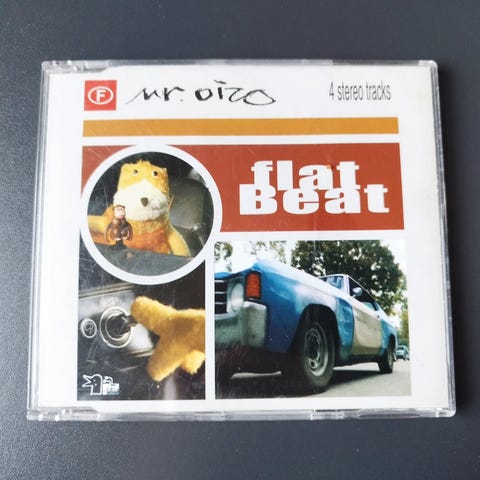 F
mr. oizo
4 stereo tracks
flat
Beat